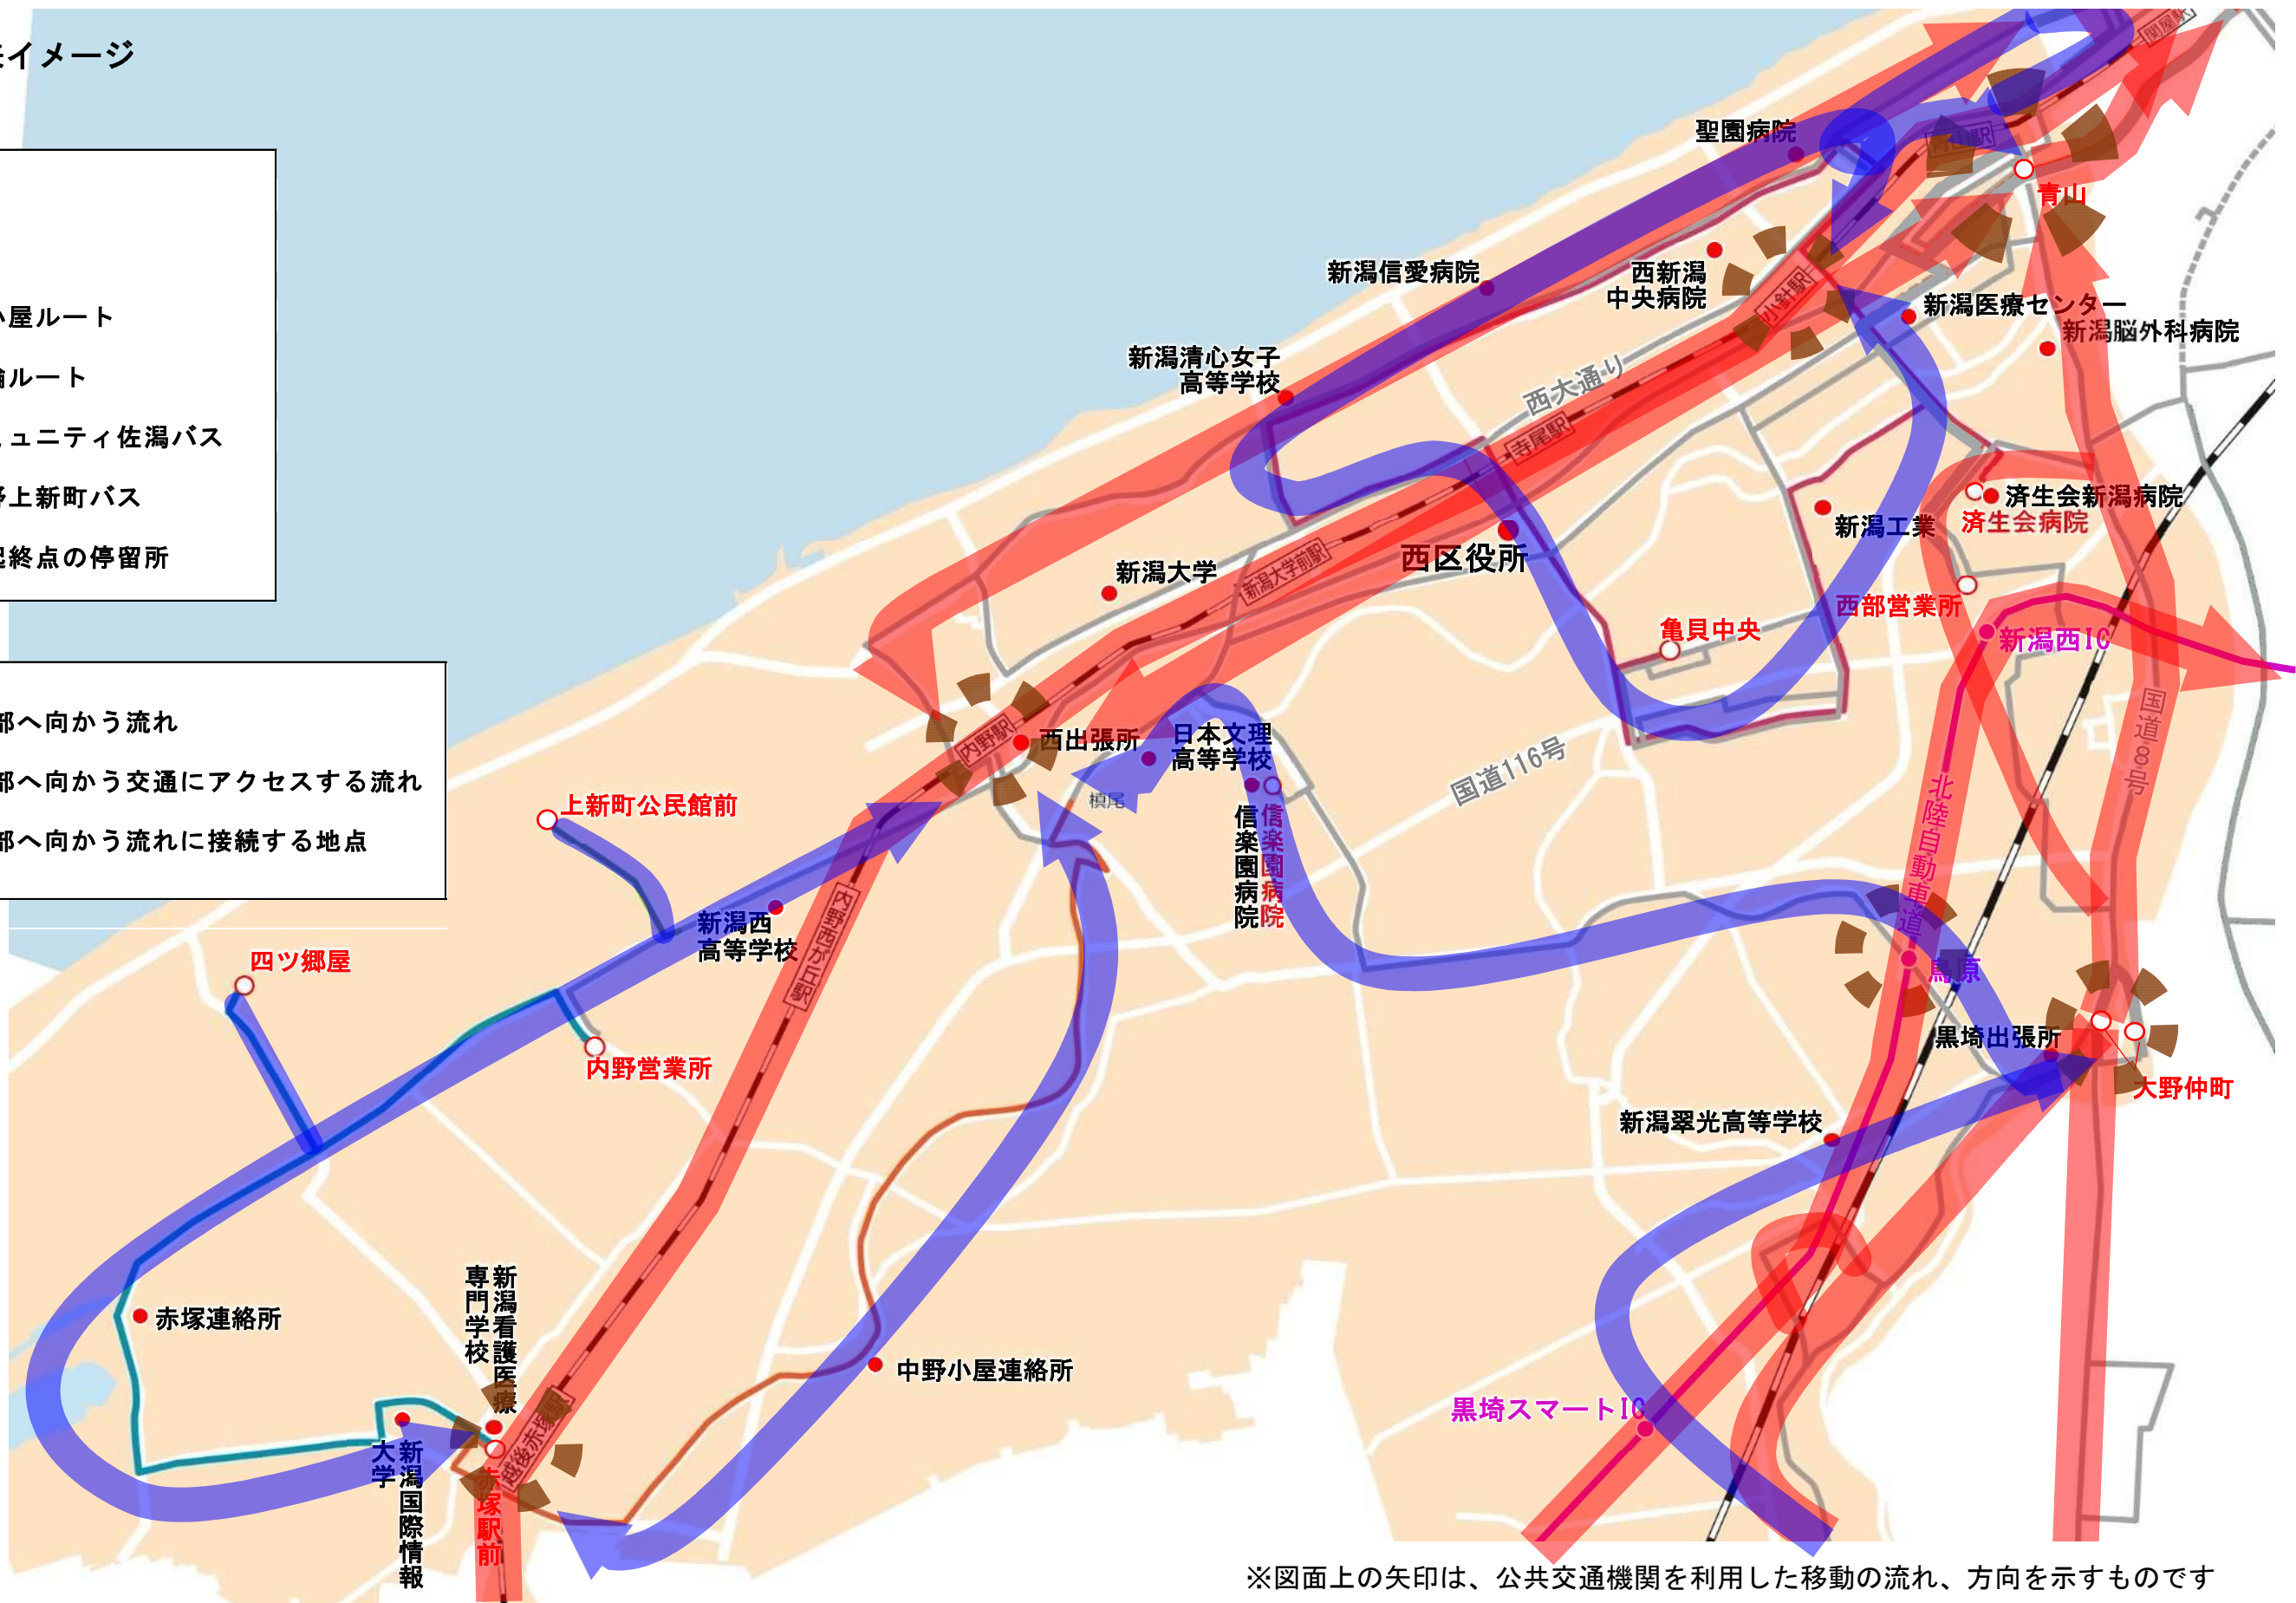 イメージ
屋ルート
ルート
ュニティ佐潟バス
上新町バス
終点の停留所
部へ向かう流れ
部へ向かう交通にアクセスする流れ
部へ向かう流れに接続する地点
関屋駅
聖園病院
青山駅
青山
新潟信愛病院
西新潟
中央病院
小針駅
新潟医療センター
新潟脳外科病院
新潟清心女子
高等学校
西大通り
寺尾駅
済生会新潟病院
済生会病院
新潟工業
西区役所
新潟大学前駅
新潟大学
西部営業所
亀貝中央
新潟西IC
国道8号
内野駅
西出張所
日本文理
高等学校
槙尾
国道116号
北陸自動車道
信楽園病院
信楽園病院
上新町公民館前
内野西が丘駅
新潟西
高等学校
四ツ郷屋
鳥原
内野営業所
黒埼出張所
大野仲町
新潟翠光高等学校
赤塚連絡所
新潟看護医療
専門学校
中野小屋連絡所
越後赤塚駅
黒埼スマートIC
新潟国際情報
大学
赤塚駅前
※図面上の矢印は、公共交通機関を利用した移動の流れ、方向を示すものです